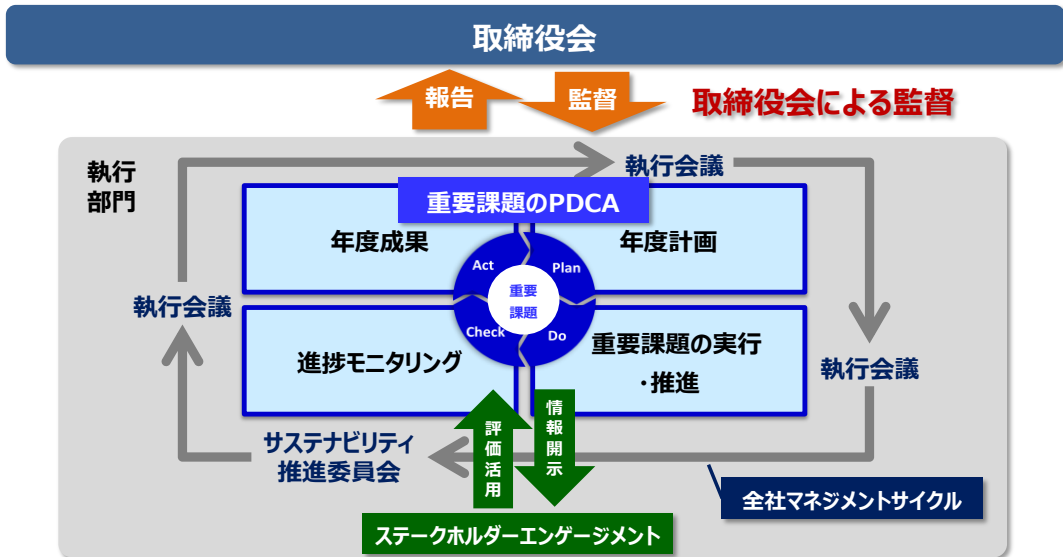 取締役会
報告
監督
取締役会による監督
執行
部門
執行会議
重要課題のPDCA
年度成果
年度計画
Act
Plan
重要
課題
Check
Do
執行会議
進捗モニタリング
重要課題の実行
・推進
執行会議
評価活用
情報開示
サステナビリティ
推進委員会
全社マネジメントサイクル
ステークホルダーエンゲージメント